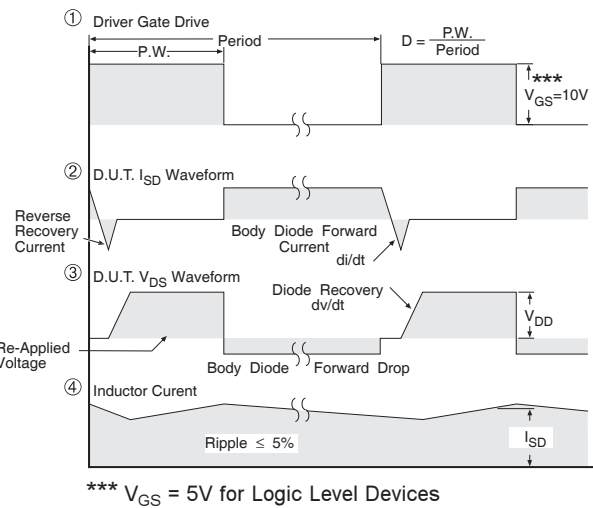 ① Driver Gate Drive
P.W.
Period
D = P.W. / Period
***
VGS=10V
② D.U.T. ISD Waveform
Reverse
Recovery
Current
Body Diode Forward
Current
di/dt
③ D.U.T. VDS Waveform
Diode Recovery
dv/dt
VDD
Re-Applied
Voltage
Body Diode Forward Drop
④ Inductor Curent
Ripple ≤ 5%
ISD
*** VGS = 5V for Logic Level Devices